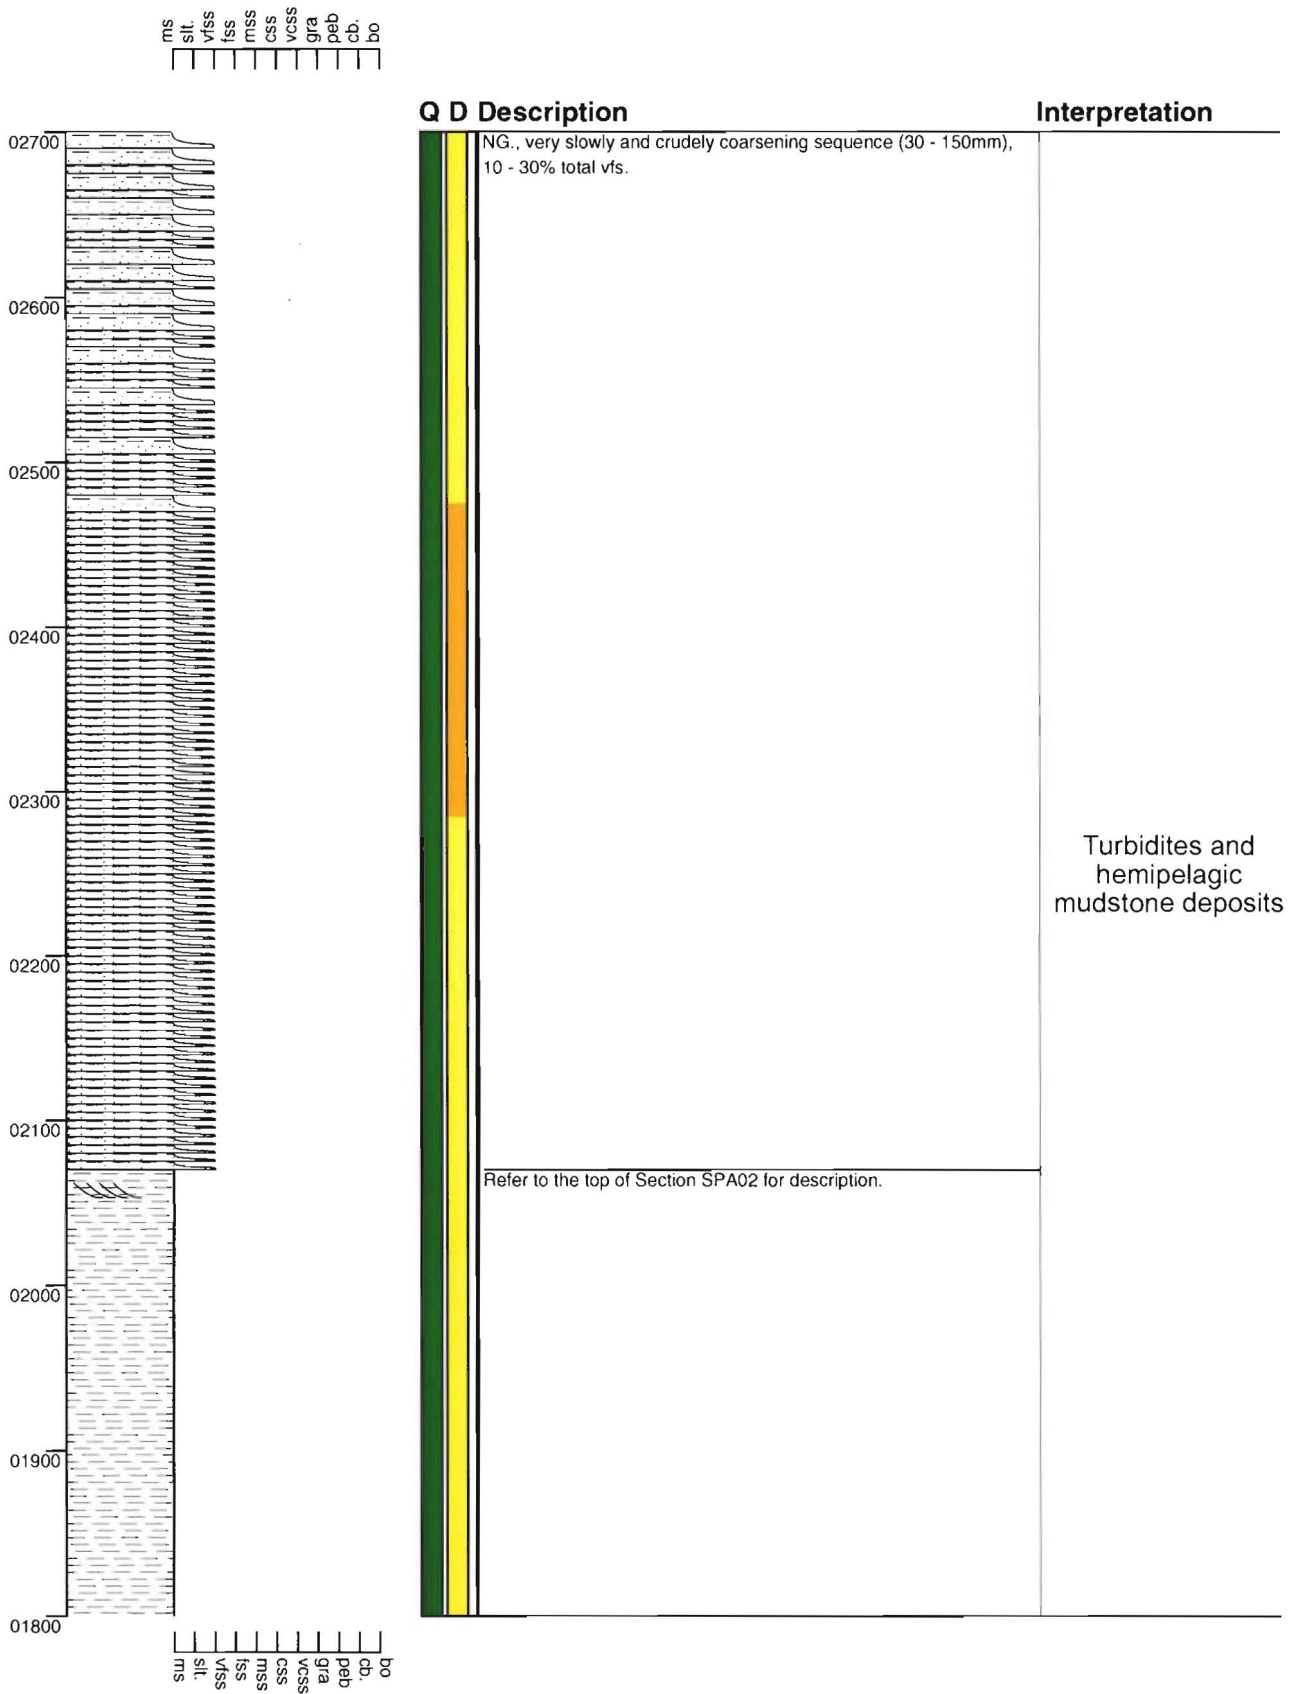 ms
slt.
vfss
fss
mss
css
vcss
gra
peb
cb.
bo
Q D Description
Interpretation
02700
NG., very slowly and crudely coarsening sequence (30 - 150mm),
10 - 30% total vfs.
02600
02500
02400
02300
Turbidites and
hemipelagic
mudstone deposits
02200
02100
Refer to the top of Section SPA02 for description.
02000
01900
01800
ms
slt.
vfss
fss
mss
css
vcss
gra
peb
cb.
bo